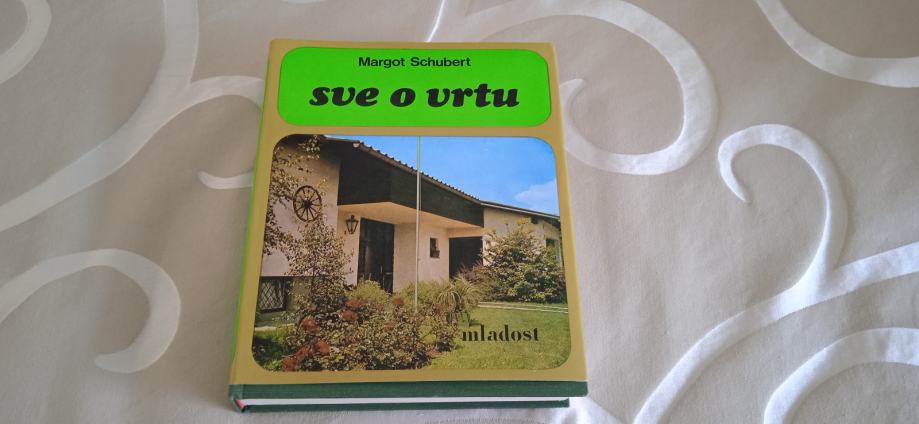 Margot Schubert
sve o vrtu
mladost